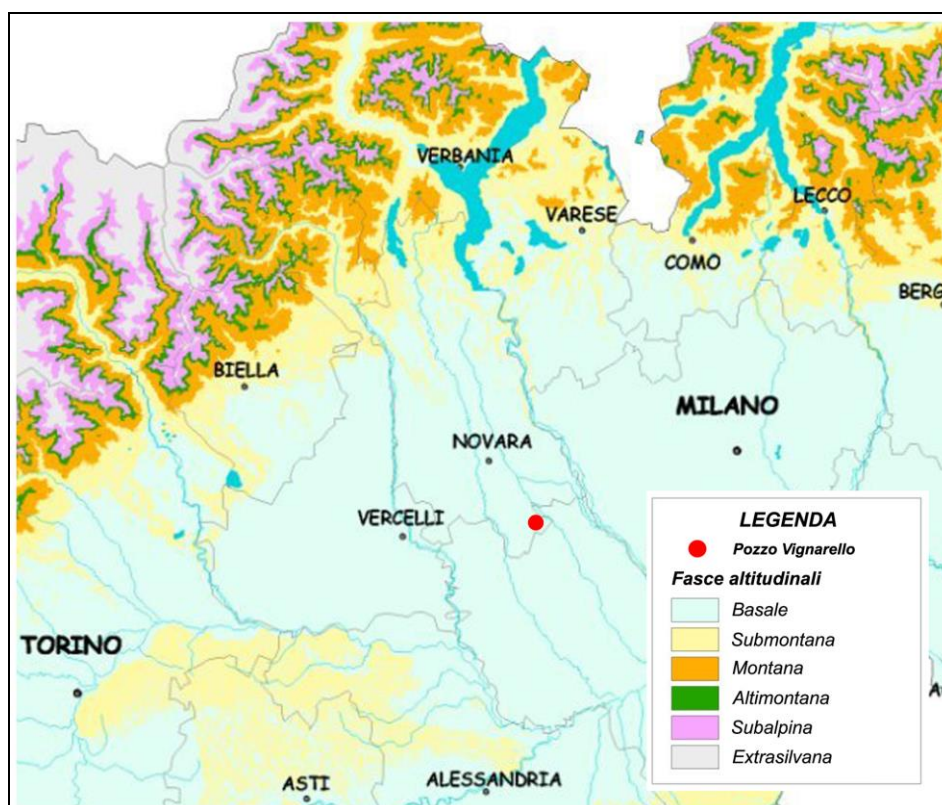 VERBANIA
LECCO
VARESE
COMO
BERG
BIELLA
MILANO
NOVARA
VERCELLI
TORINO
ASTI
ALESSANDRIA
LEGENDA
Pozzo Vignarello
Fasce altitudinali
Basale
Submontana
Montana
Altimontana
Subalpina
Extrasilvana